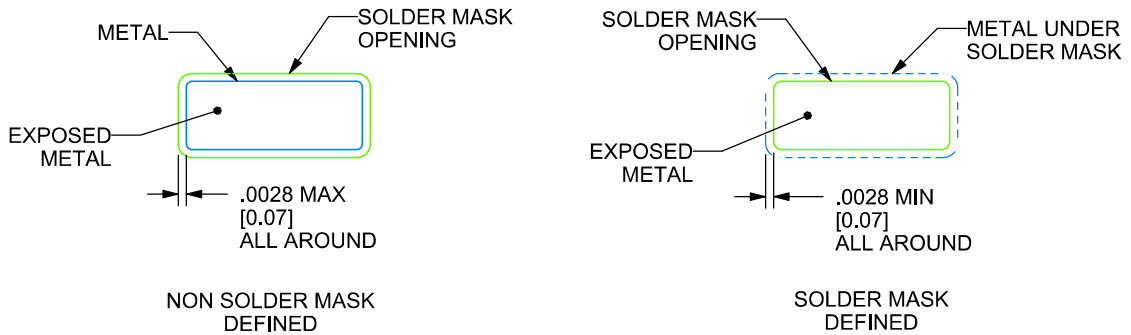 METAL
SOLDER MASK
OPENING
EXPOSED
METAL
.0028 MAX
[0.07]
ALL AROUND
NON SOLDER MASK
DEFINED
SOLDER MASK
OPENING
METAL UNDER
SOLDER MASK
EXPOSED
METAL
.0028 MIN
[0.07]
ALL AROUND
SOLDER MASK
DEFINED